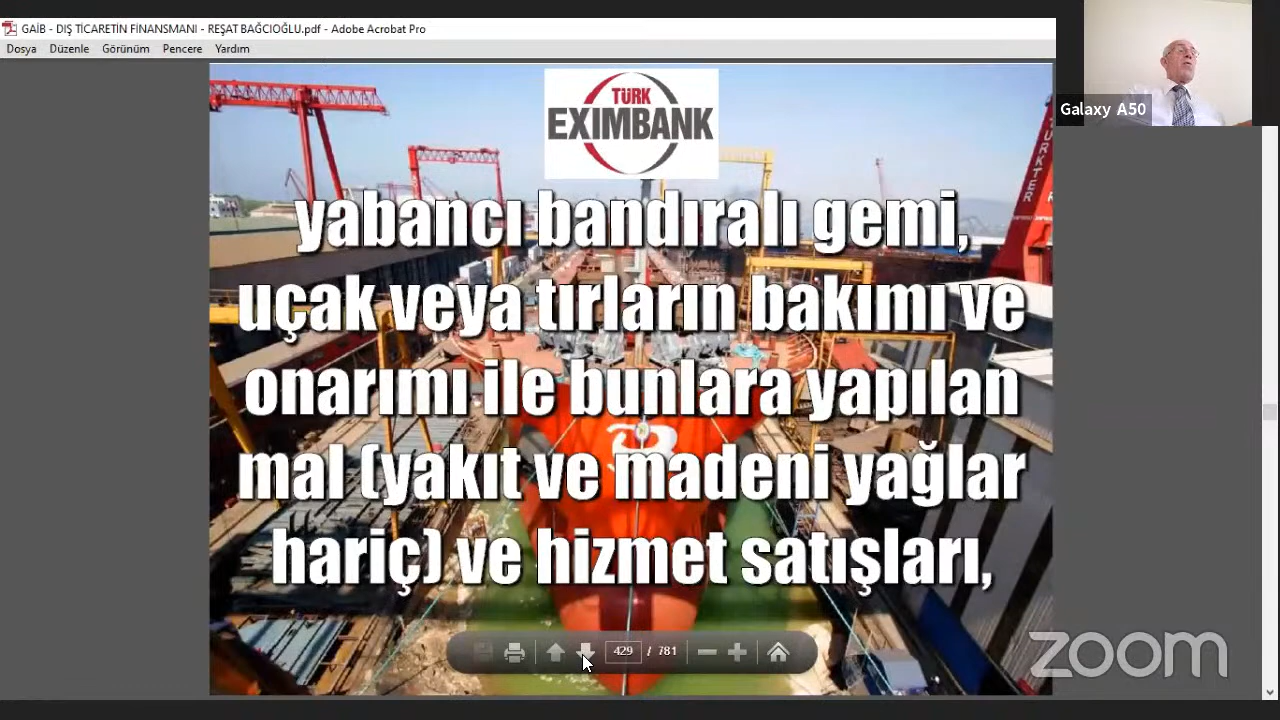 GAİB - DIŞ TİCARETİN FİNANSMANI - REŞAT BAĞCIOĞLU.pdf - Adobe Acrobat Pro
Dosya Düzenle Görünüm Pencere Yardım
Galaxy A50
TÜRK
EXIMBANK
TÜRKTER
yabancı bandıralı gemi,
uçak veya tırların bakımı ve
onarımı ile bunlara yapılan
mal (yakıt ve madeni yağlar
hariç) ve hizmet satışları,
429 / 781
zoom